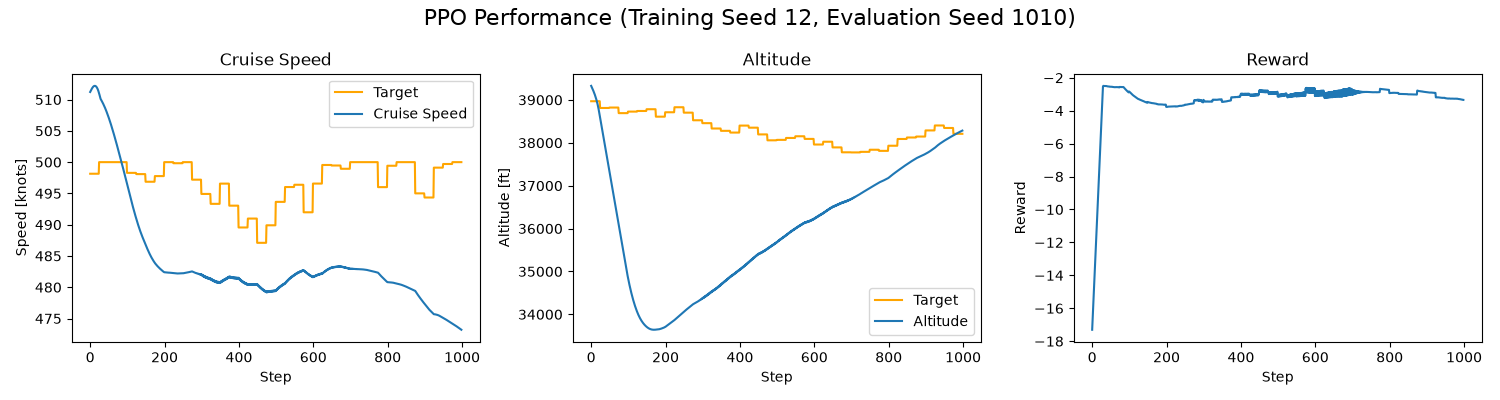 PPO Performance (Training Seed 12, Evaluation Seed 1010)
Cruise Speed
Speed [knots]
510
505
500
495
490
485
480
475
0 200 400 600 800 1000
Step
Target
Cruise Speed
Altitude
Altitude [ft]
39000
38000
37000
36000
35000
34000
0 200 400 600 800 1000
Step
Target
Altitude
Reward
Reward
−2
−4
−6
−8
−10
−12
−14
−16
−18
0 200 400 600 800 1000
Step